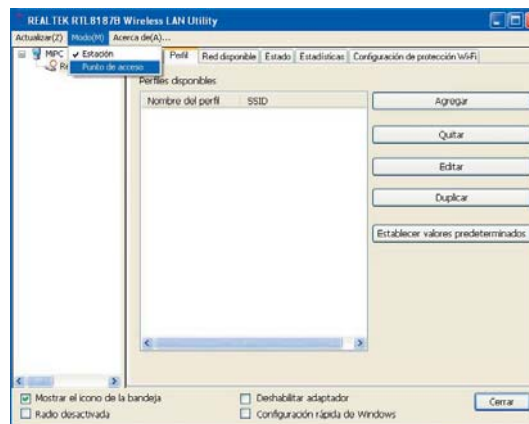 REALTEK RTL8187B Wireless LAN Utility
Actualizar(Z) Modo(M) Acerca de(A)...
MiPC
Estación
Punto de acceso
Perfil Red disponible Estado Estadísticas Configuración de protección Wi-Fi
Perfiles disponibles
Nombre del perfil SSID
Agregar
Quitar
Editar
Duplicar
Establecer valores predeterminados
Mostrar el icono de la bandeja
Deshabilitar adaptador
Cerrar
Radio desactivada
Configuración rápida de Windows